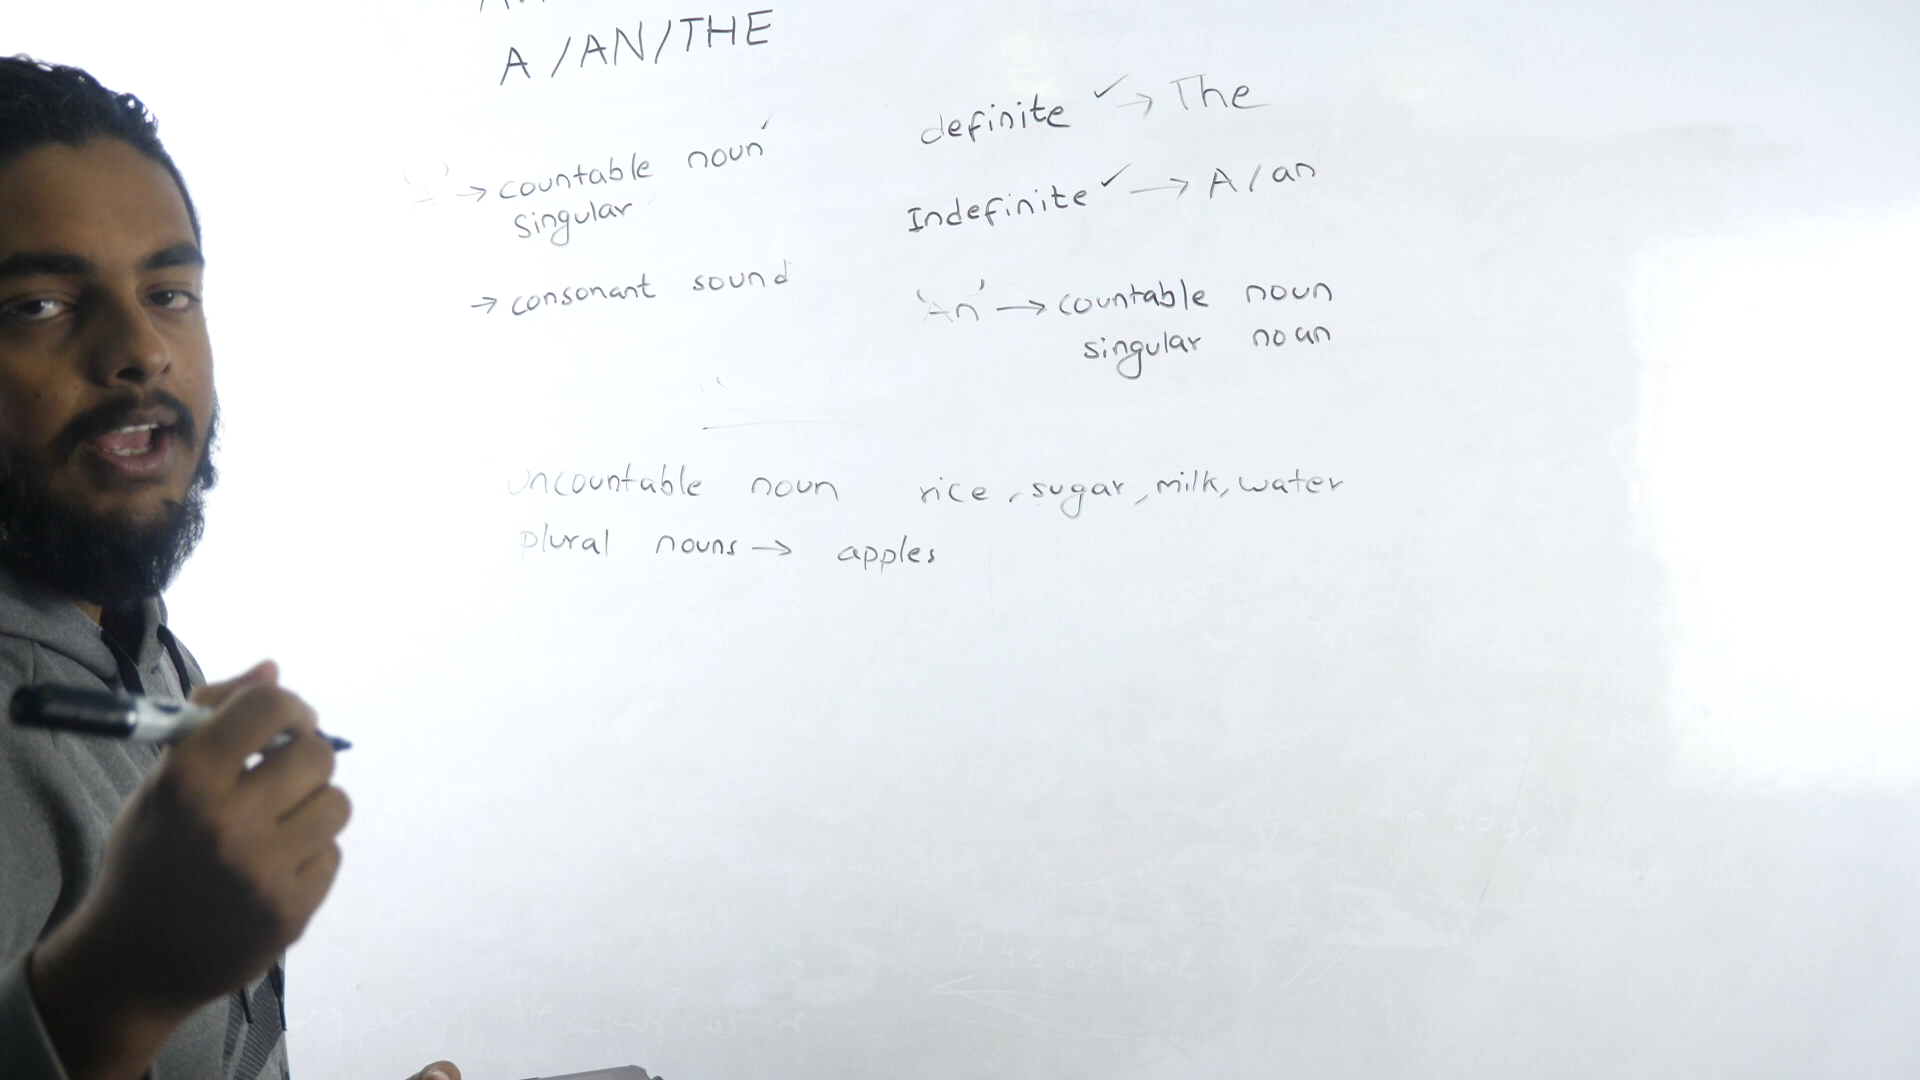 A/AN/THE
'A' → countable noun
singular
→ consonant sound
definite ✓ → The
Indefinite ✓ → A/an
'An' → countable noun
singular noun
uncountable noun rice, sugar, milk, water
plural nouns → apples